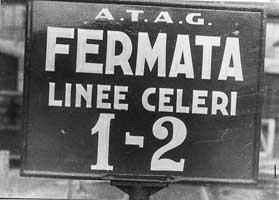 A.T.A.G.
FERMATA
LINEE CELERI
1-2